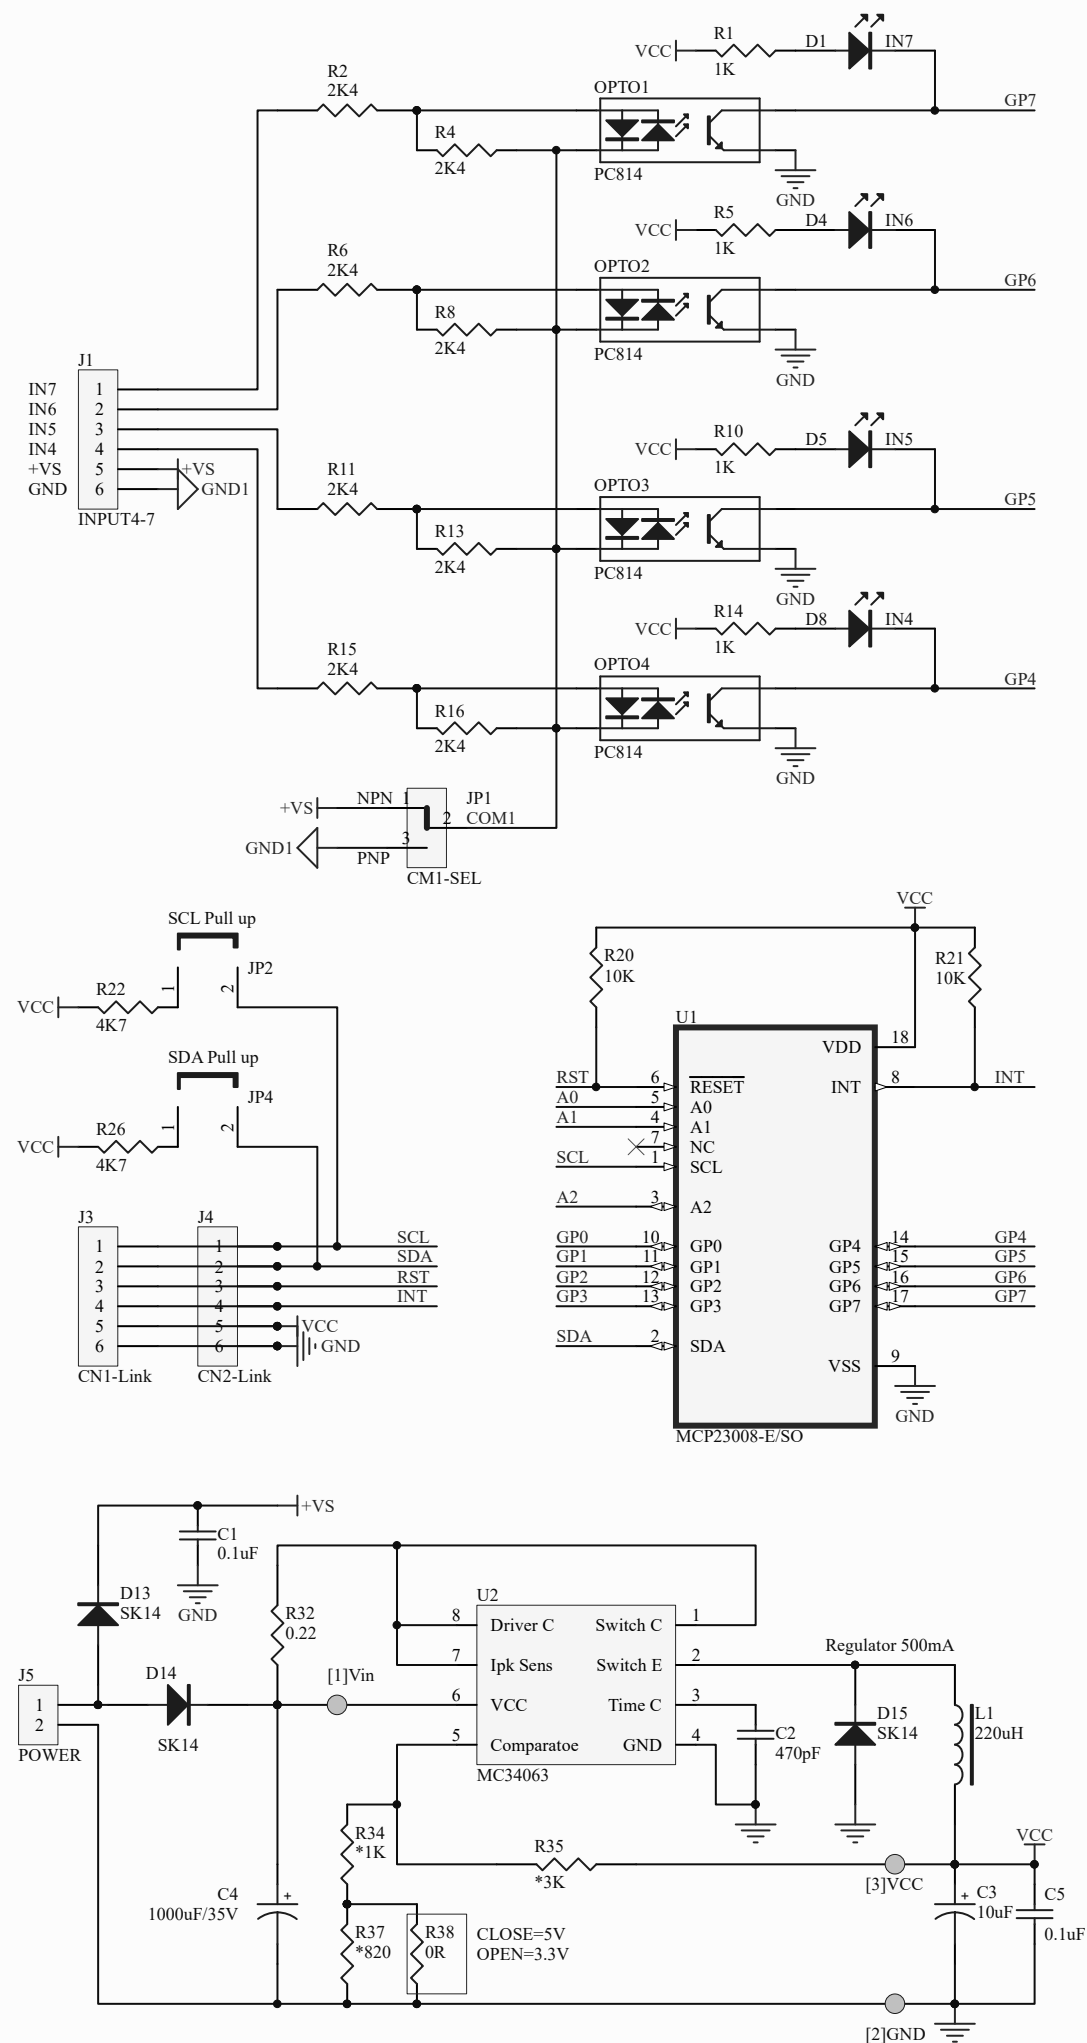 R1
VCC
D1
IN7
1K
R2
2K4
OPTO1
GP7
R4
2K4
PC814
GND
R5
VCC
D4
IN6
1K
R6
2K4
OPTO2
GP6
R8
2K4
PC814
GND
J1
IN7 1
IN6 2
IN5 3
IN4 4
+VS 5 +VS
GND 6 GND1
INPUT4-7
R10
VCC
D5
IN5
1K
R11
2K4
OPTO3
GP5
R13
2K4
PC814
GND
R14
VCC
D8
IN4
1K
R15
2K4
OPTO4
GP4
R16
2K4
PC814
GND
+VS
NPN 1
JP1
2 COM1
GND1
3
PNP
CM1-SEL
SCL Pull up
JP2
R22
1
2
VCC
4K7
SDA Pull up
JP4
R26
1
2
VCC
4K7
J3
J4
1 1 SCL
2 2 SDA
3 3 RST
4 4 INT
5 5 VCC
6 6 GND
CN1-Link
CN2-Link
VCC
R20
10K
R21
10K
U1
VDD 18
RST 6 RESET
INT 8 INT
A0 5 A0
A1 4 A1
7 NC
SCL 1 SCL
A2 3 A2
GP0 10 GP0
GP4 14 GP4
GP1 11 GP1
GP5 15 GP5
GP2 12 GP2
GP6 16 GP6
GP3 13 GP3
GP7 17 GP7
SDA 2 SDA
VSS 9
GND
MCP23008-E/SO
+VS
C1
0.1uF
GND
D13
SK14
R32
0.22
U2
8 Driver C
Switch C 1
7 Ipk Sens
Switch E 2
6 VCC
Time C 3
5 Comparatoe
GND 4
MC34063
Regulator 500mA
J5
1
2
POWER
D14
SK14
[1]Vin
C2
470pF
D15
SK14
L1
220uH
R34
*1K
R35
*3K
VCC
[3]VCC
C4
1000uF/35V
+
R37
*820
R38
0R
CLOSE=5V
OPEN=3.3V
+
C3
10uF
C5
0.1uF
[2]GND
GND